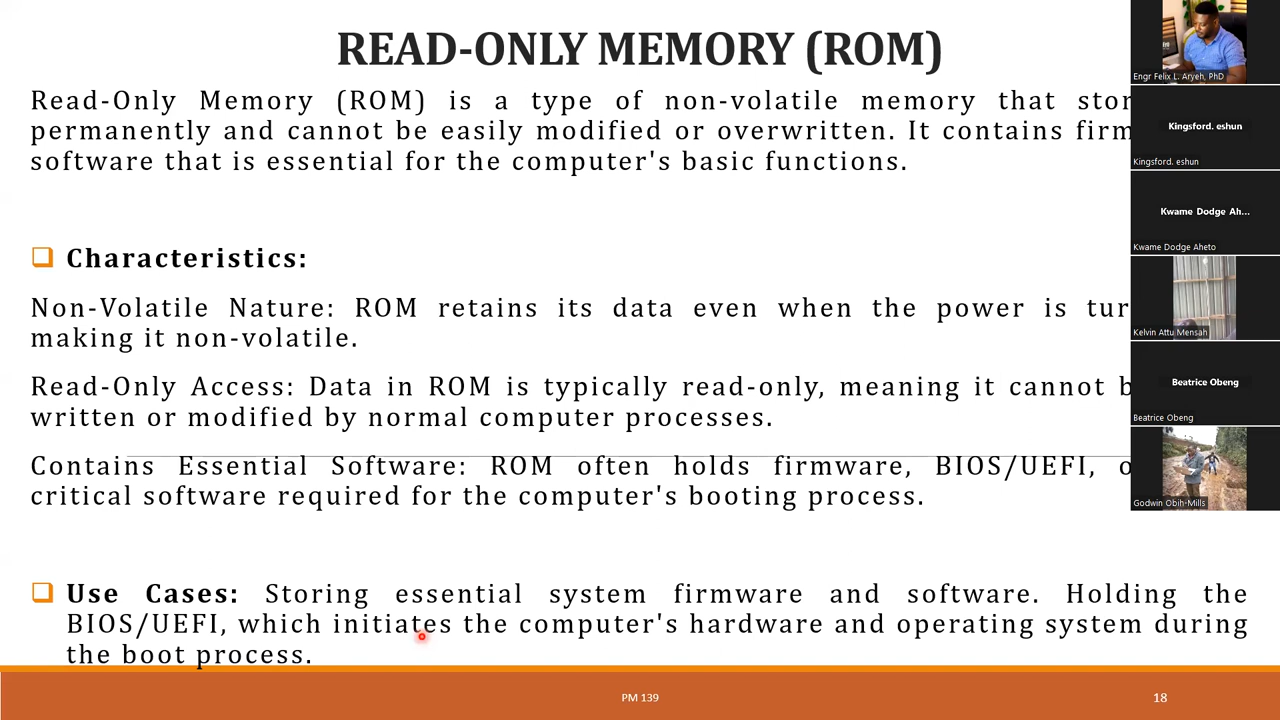 READ-ONLY MEMORY (ROM)
Read-Only Memory (ROM) is a type of non-volatile memory that
permanently and cannot be easily modified or overwritten. It contains
software that is essential for the computer's basic functions.
Characteristics:
Non-Volatile Nature: ROM retains its data even when the power is
making it non-volatile.
Read-Only Access: Data in ROM is typically read-only, meaning it cannot
written or modified by normal computer processes.
Contains Essential Software: ROM often holds firmware, BIOS/UEFI,
critical software required for the computer's booting process.
Use Cases: Storing essential system firmware and software. Holding the
BIOS/UEFI, which initiates the computer's hardware and operating system during
the boot process.
PM 139
18
Engr Felix L. Aryeh, PhD
Kingsford. eshun
Kingsford. eshun
Kwame Dodge Ah...
Kwame Dodge Aheto
Kelvin Attu Mensah
Beatrice Obeng
Beatrice Obeng
Godwin Obih-Mills